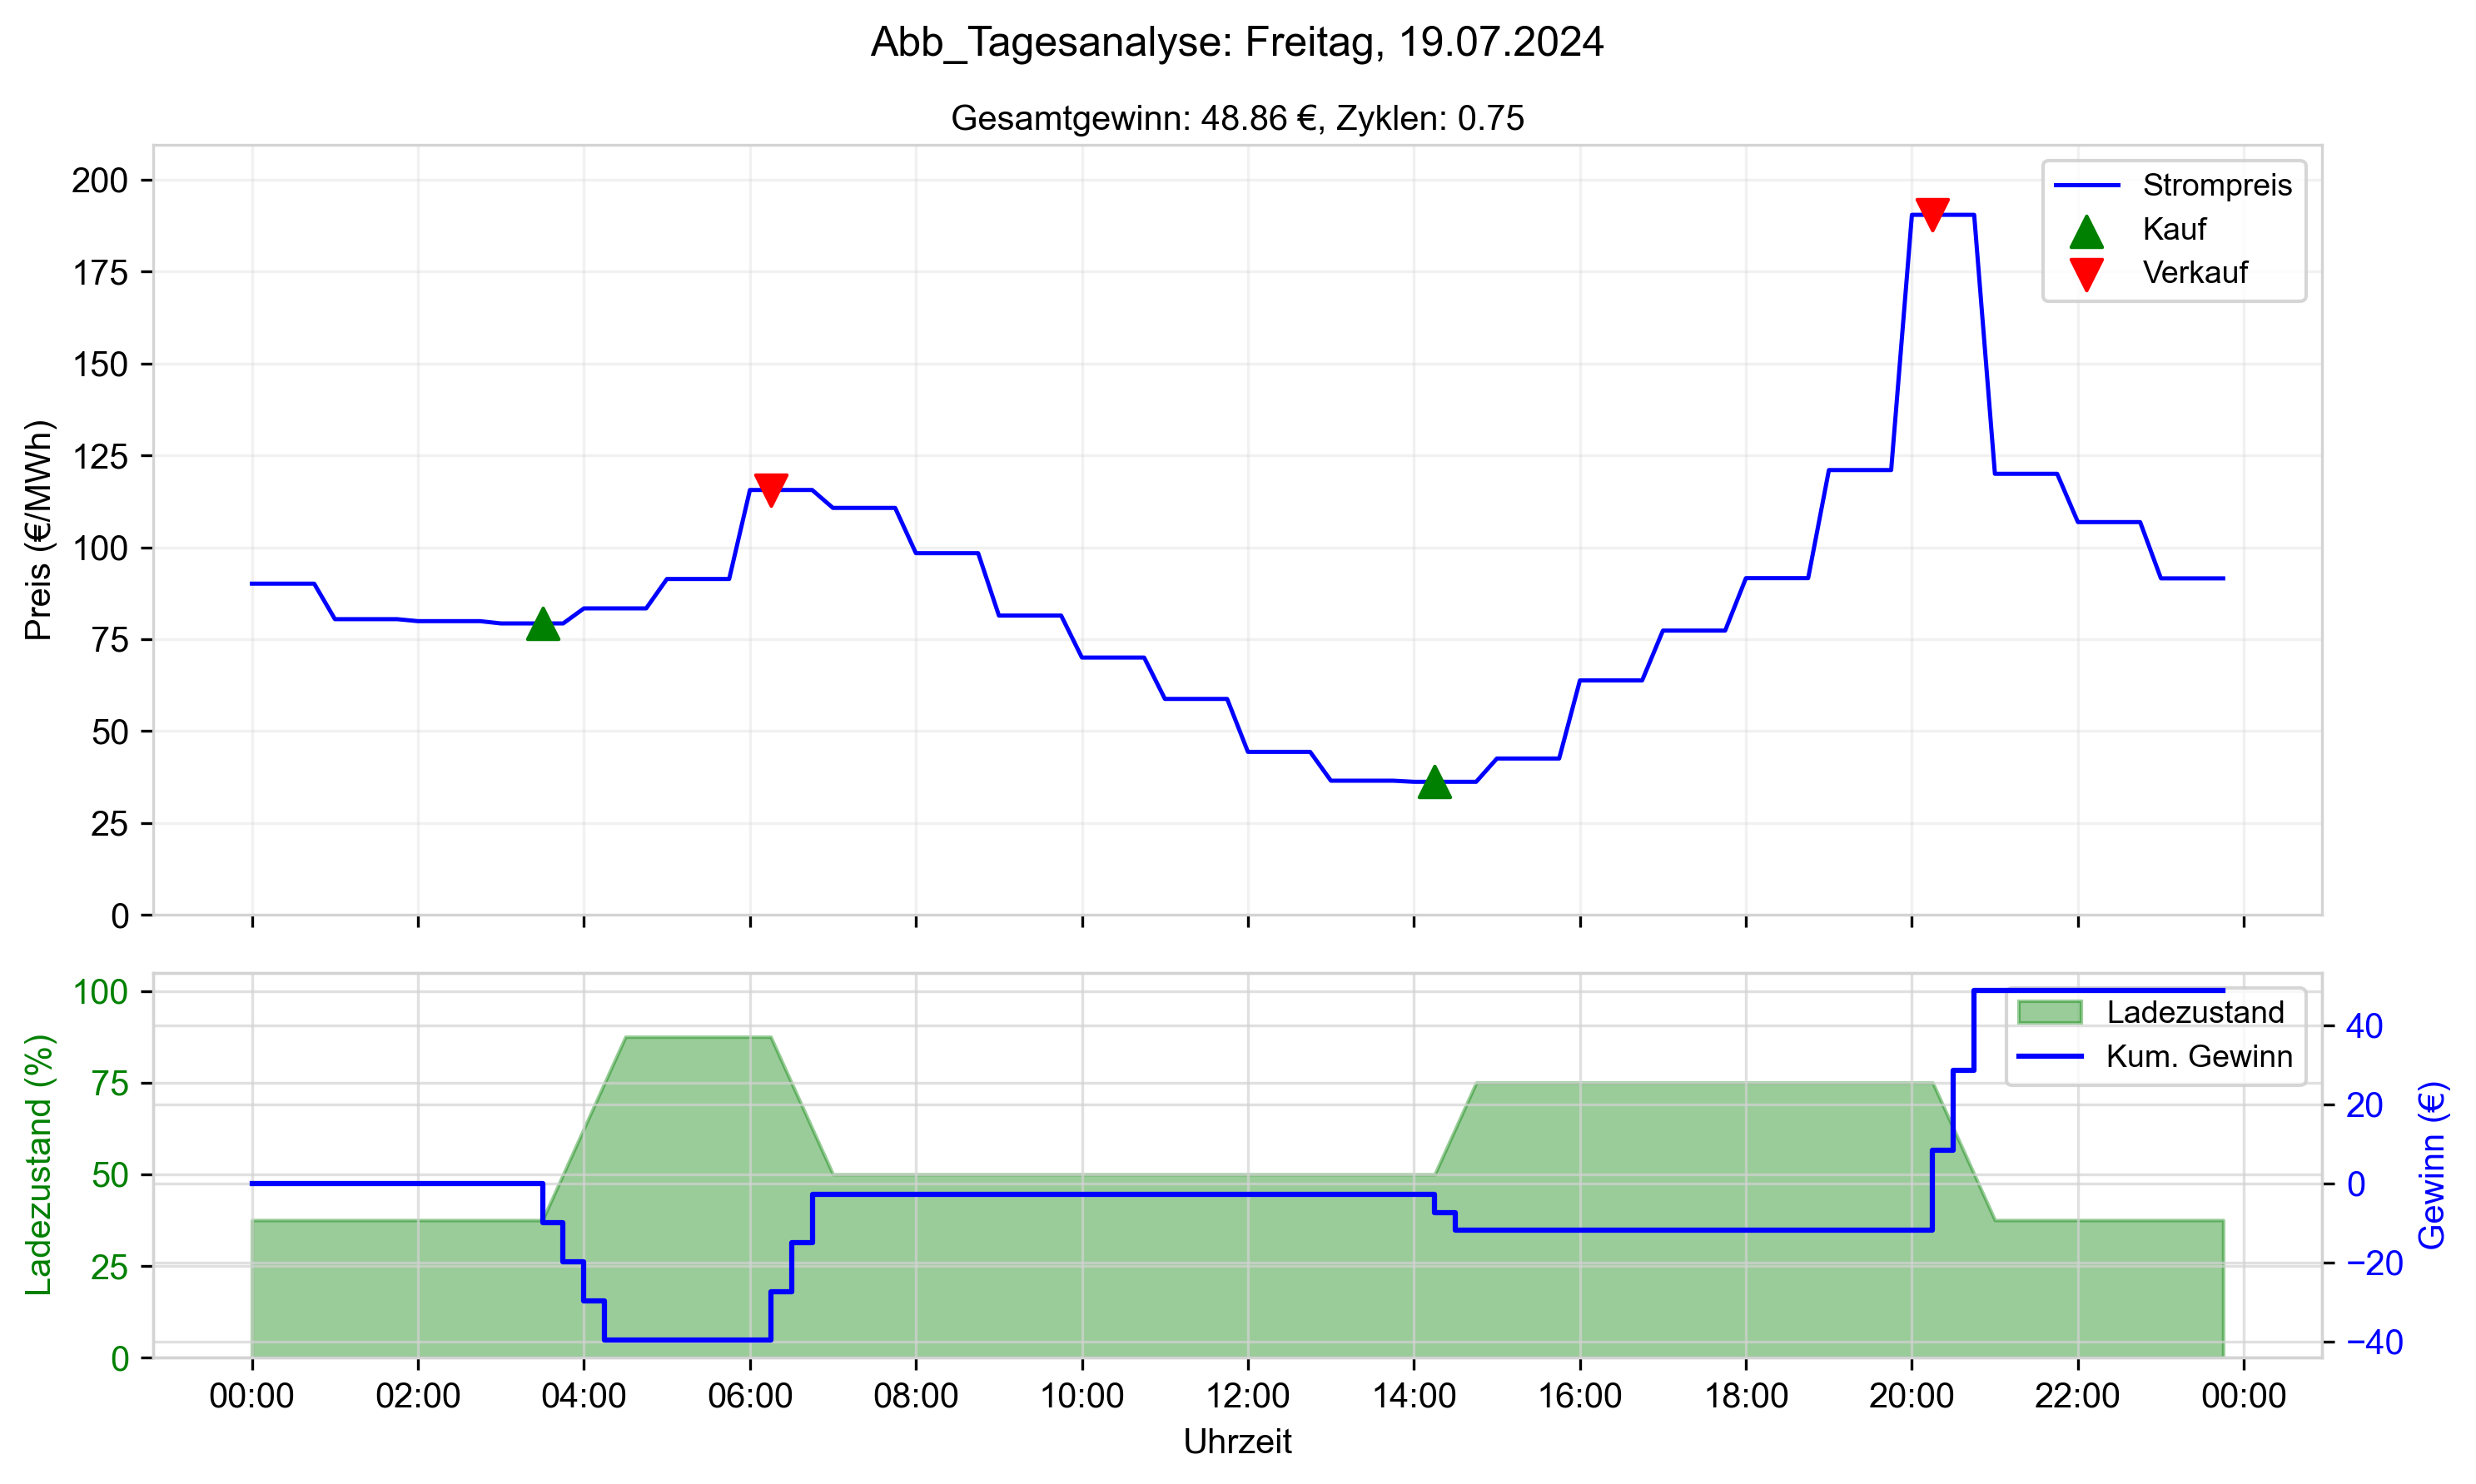 Abb_Tagesanalyse: Freitag, 19.07.2024
Gesamtgewinn: 48.86 €, Zyklen: 0.75
Preis (€/MWh)
200
175
150
125
100
75
50
25
0
Strompreis
Kauf
Verkauf
Ladezustand (%)
100
75
50
25
0
Ladezustand
Kum. Gewinn
40
20
0
−20
−40
Gewinn (€)
00:00 02:00 04:00 06:00 08:00 10:00 12:00 14:00 16:00 18:00 20:00 22:00 00:00
Uhrzeit